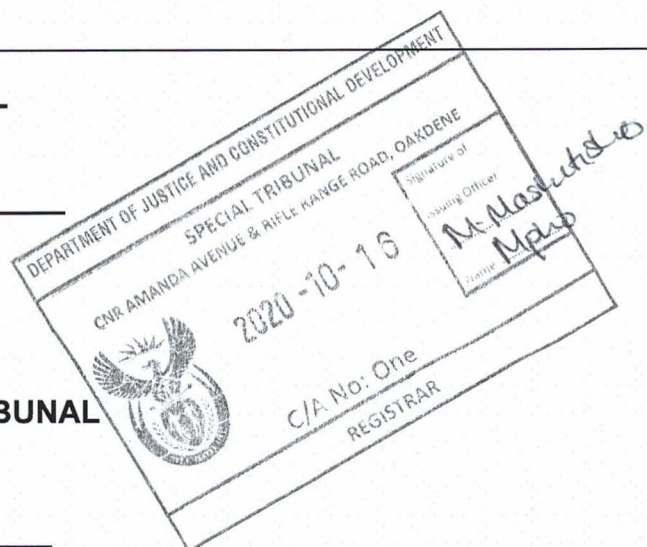 DEPARTMENT OF JUSTICE AND CONSTITUTIONAL DEVELOPMENT
SPECIAL TRIBUNAL
CNR AMANDA AVENUE & RIFLE RANGE ROAD, OAKDENE
Signature of
Issuing Officer
Mpho
Name
2020-10-16
C/A No: One
REGISTRAR
BUNAL